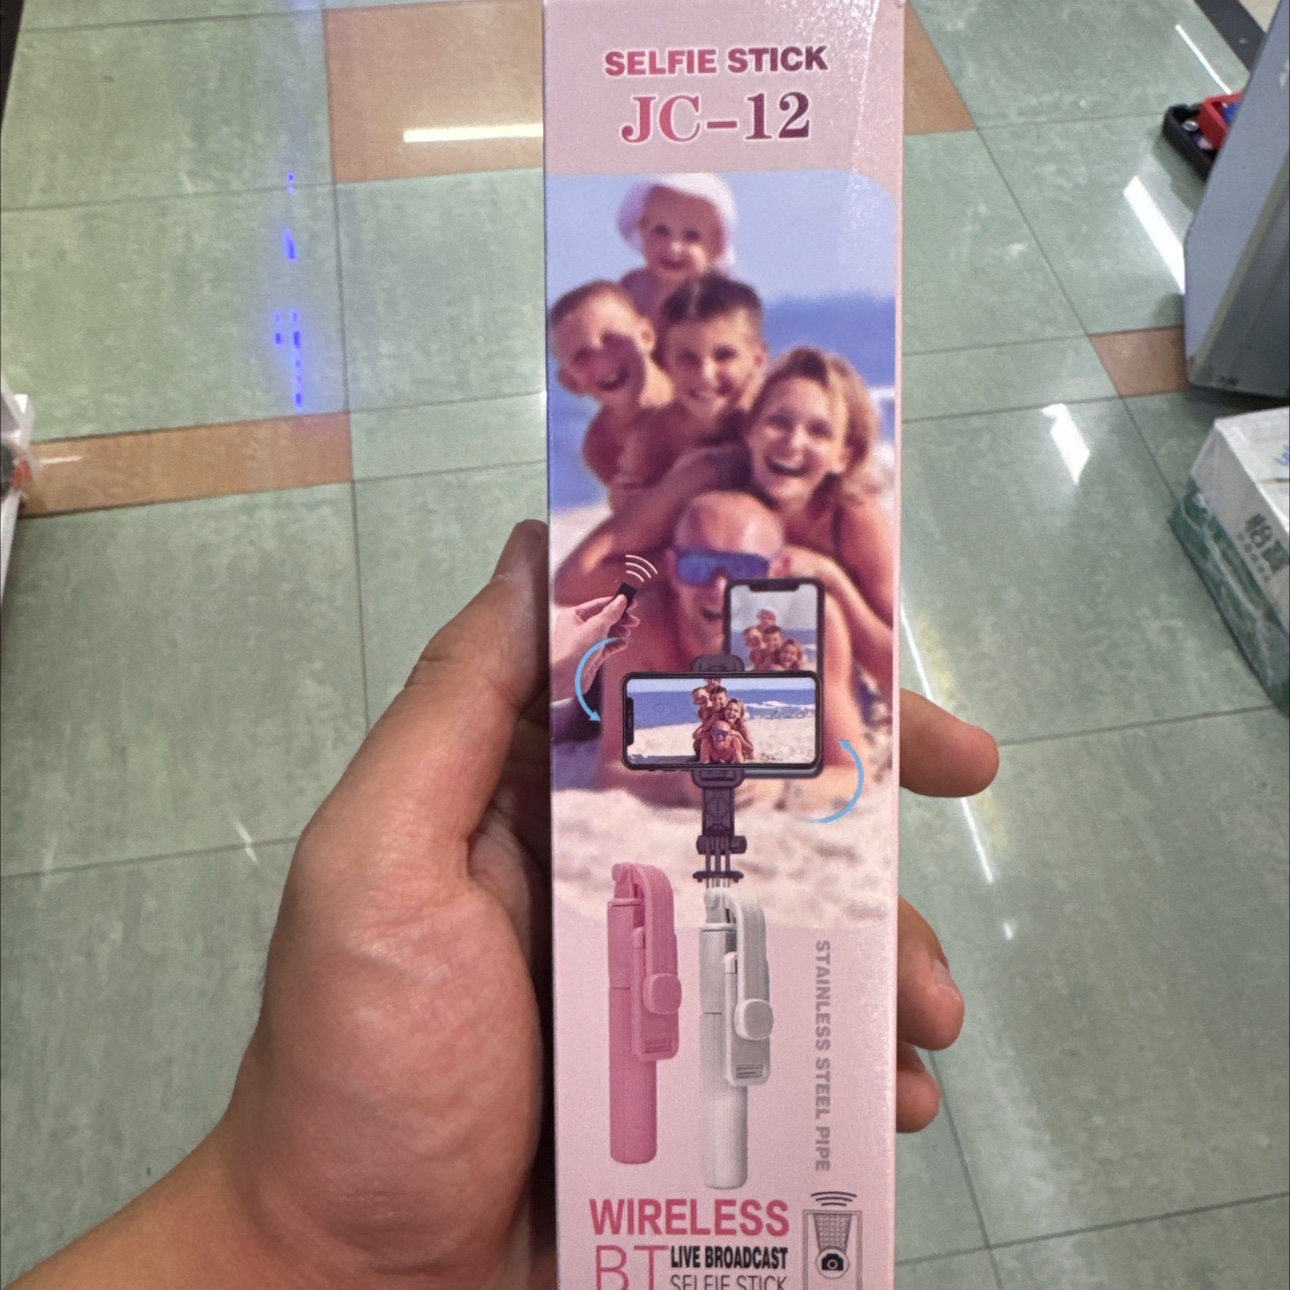 SELFIE STICK
JC-12
STAINLESS STEEL PIPE
WIRELESS
BT
LIVE BROADCAST
SELFIE STICK